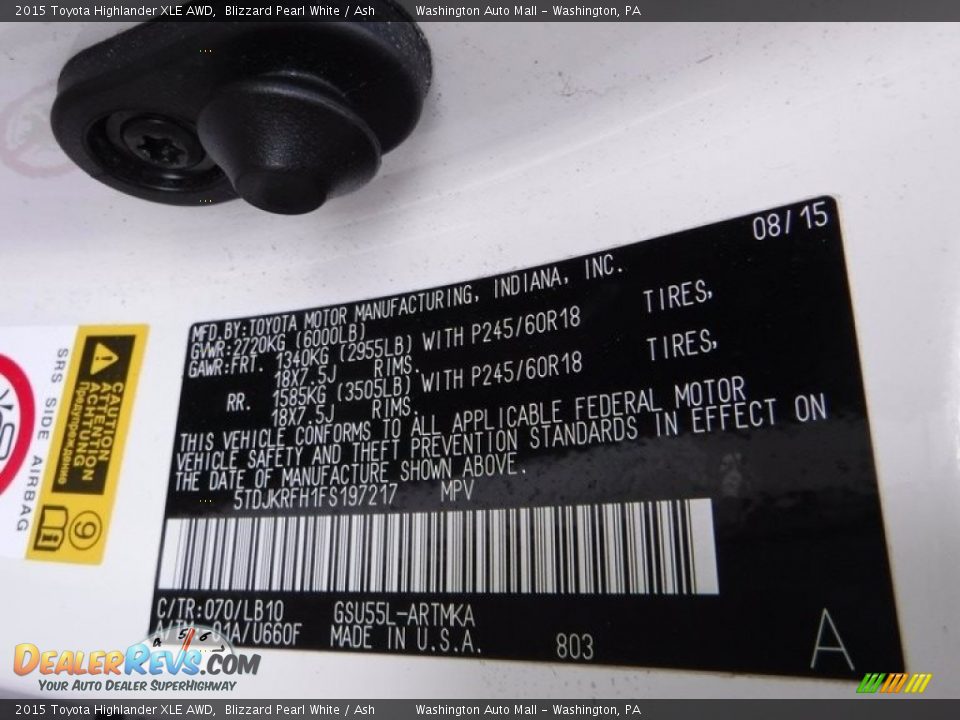 2015 Toyota Highlander XLE AWD, Blizzard Pearl White / Ash Washington Auto Mall - Washington, PA
08/15
MFD.BY:TOYOTA MOTOR MANUFACTURING, INDIANA, INC.
GVWR:2720KG (6000LB)
GAWR:FRT. 1340KG (2955LB) WITH P245/60R18 TIRES,
18X7.5J RIMS.
RR. 1585KG (3505LB) WITH P245/60R18 TIRES,
18X7.5J RIMS.
THIS VEHICLE CONFORMS TO ALL APPLICABLE FEDERAL MOTOR
VEHICLE SAFETY AND THEFT PREVENTION STANDARDS IN EFFECT ON
THE DATE OF MANUFACTURE SHOWN ABOVE.
5TDJKRFH1FS197217 MPV
C/TR:070/LB10 GSU55L-ARTMKA
01A/U660F MADE IN U.S.A. 803
A
SRS SIDE AIRBAG
CAUTION
ATTENTION
ACHTUNG
9
i
4 5 6
DEALERREVS.COM
YOUR AUTO DEALER SUPERHIGHWAY
2015 Toyota Highlander XLE AWD, Blizzard Pearl White / Ash Washington Auto Mall - Washington, PA